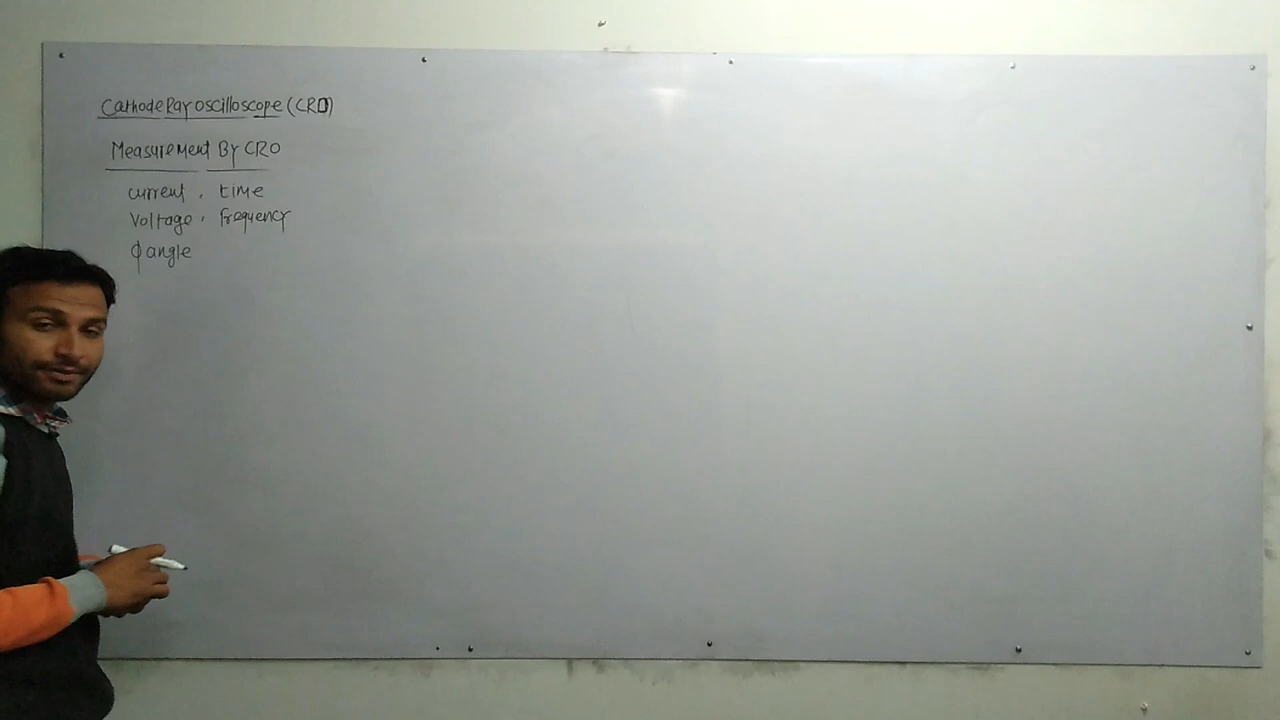 Cathode Ray oscilloscope (CRO)
Measurement By CRO
current, time
Voltage, frequency
ϕ angle